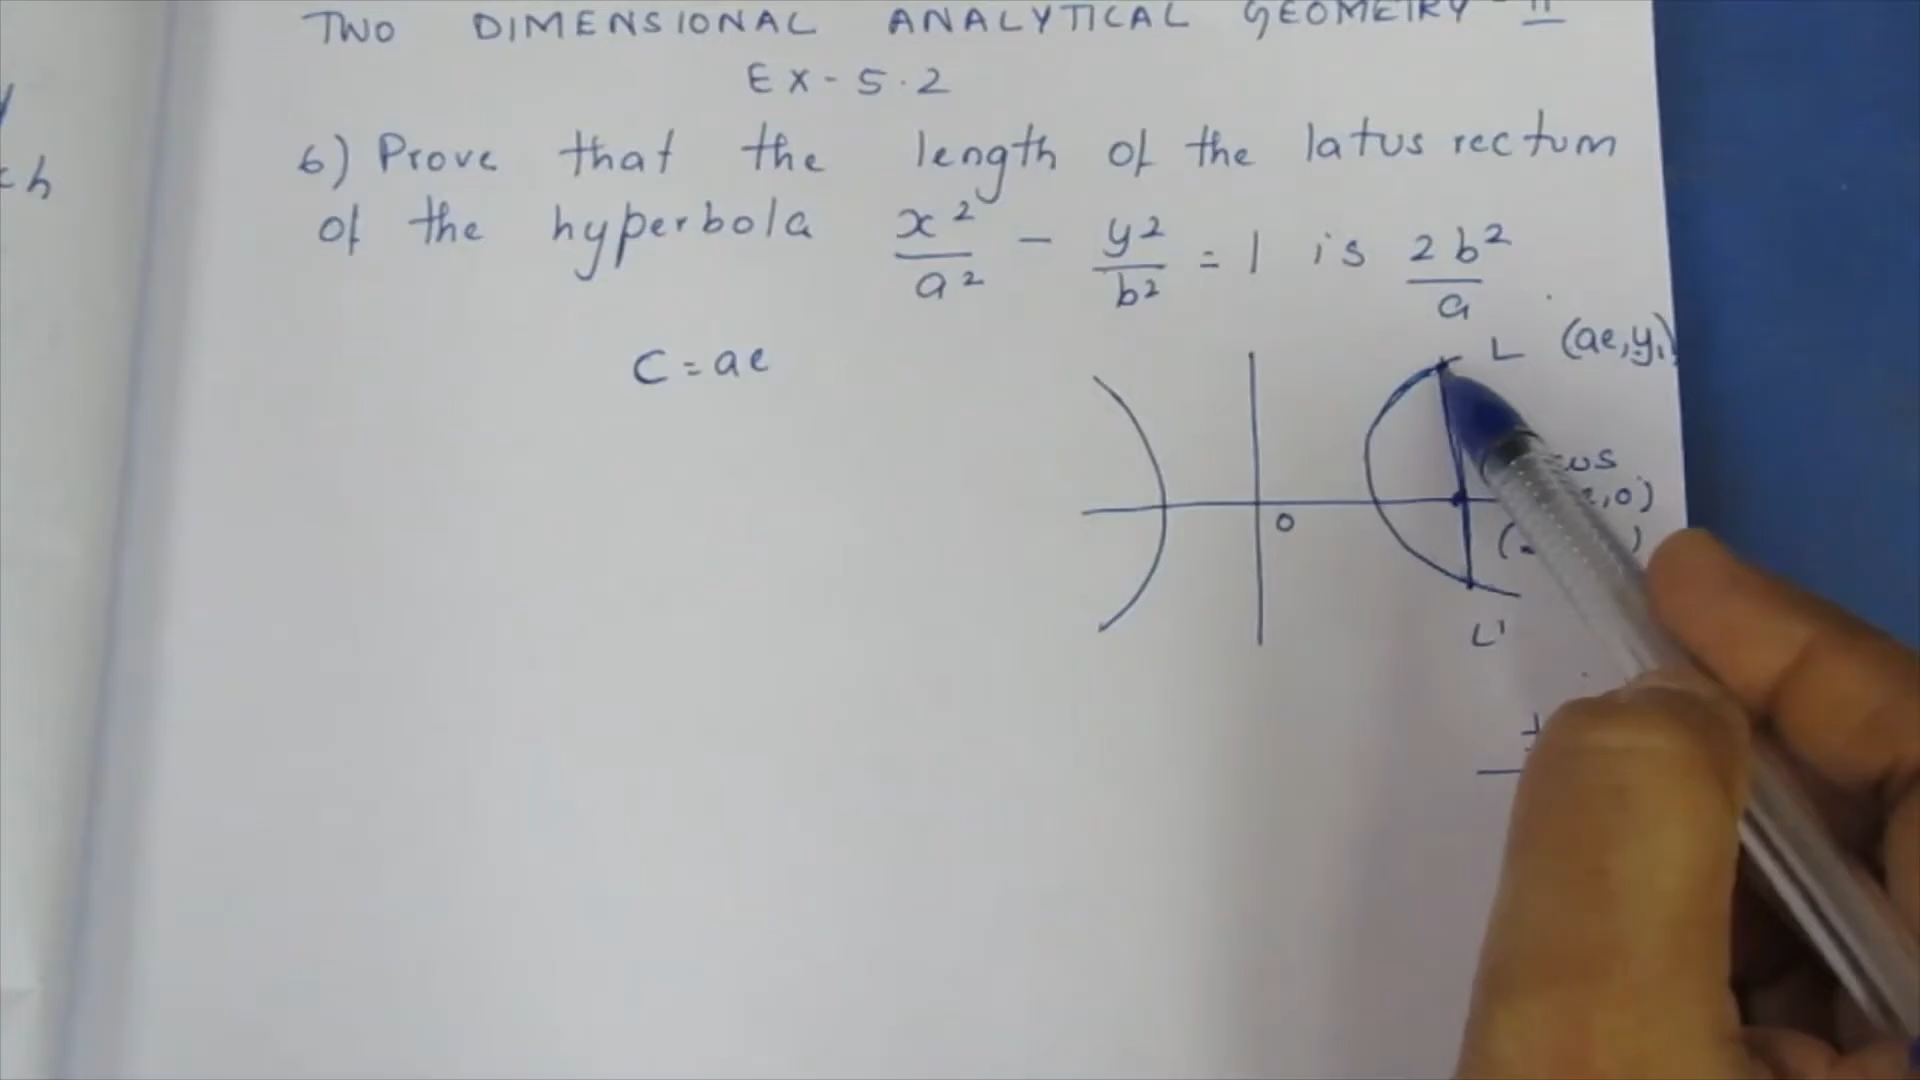 TWO DIMENSIONAL ANALYTICAL GEOMETRY - II
EX - 5.2
6) Prove that the length of the latus rectum
of the hyperbola x²/a² - y²/b² = 1 is 2b²/a
C = ae
L (ae, y₁)
,0)
O
L'